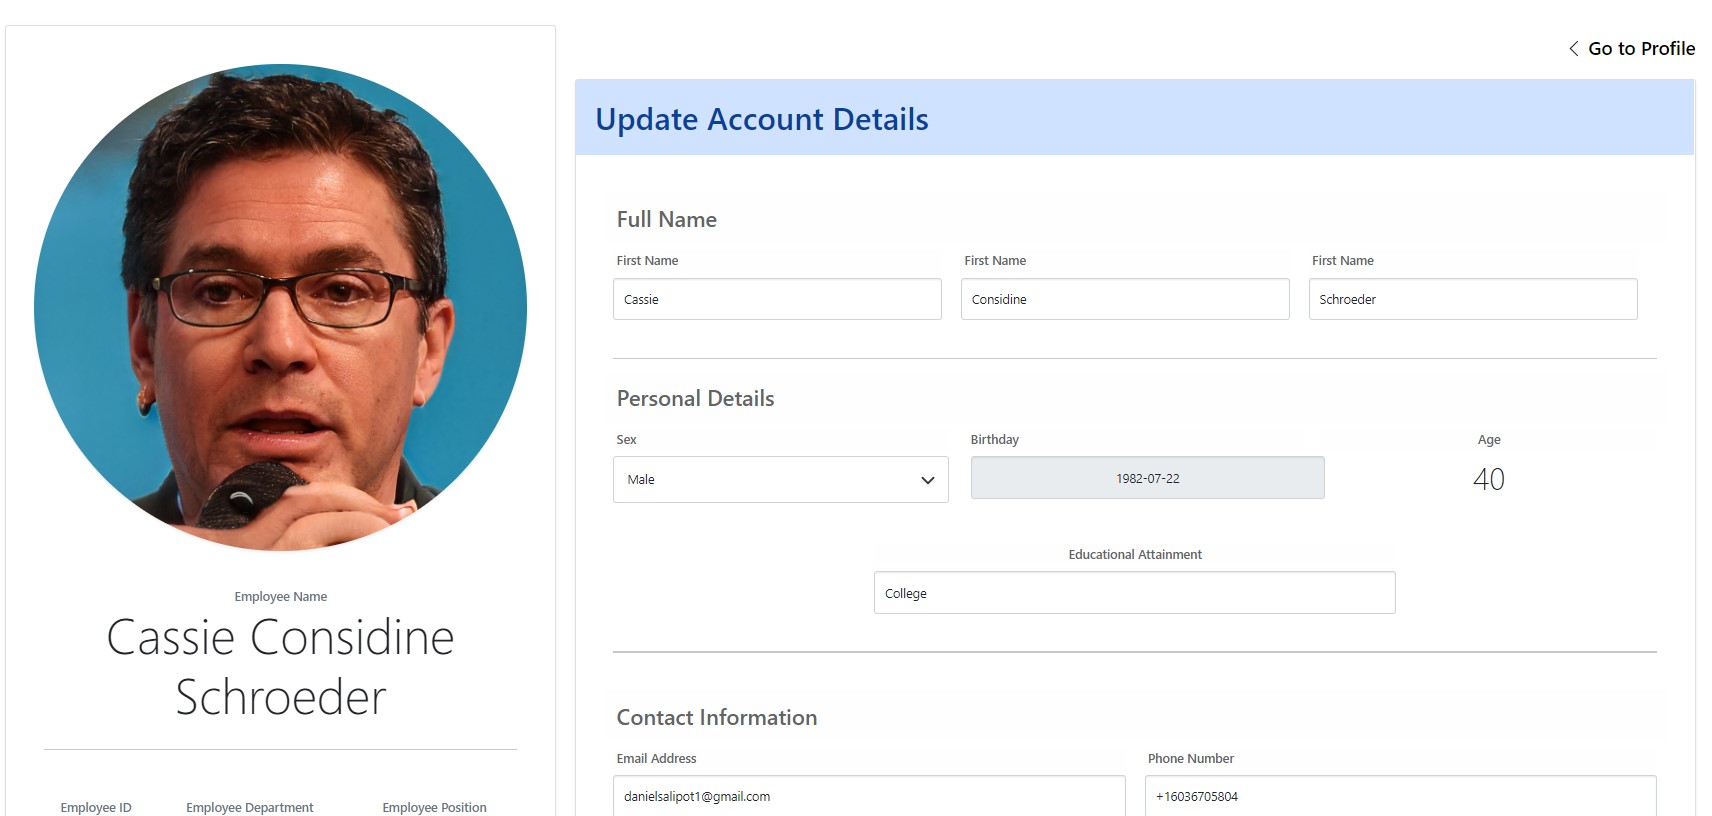 Go to Profile
Update Account Details
Full Name
First Name First Name First Name
Cassie Considine Schroeder
Personal Details
Sex Birthday Age
Male 1982-07-22 40
Educational Attainment
College
Employee Name
Cassie Considine
Schroeder
Contact Information
Email Address Phone Number
danielsalipot1@gmail.com +16036705804
Employee ID Employee Department Employee Position